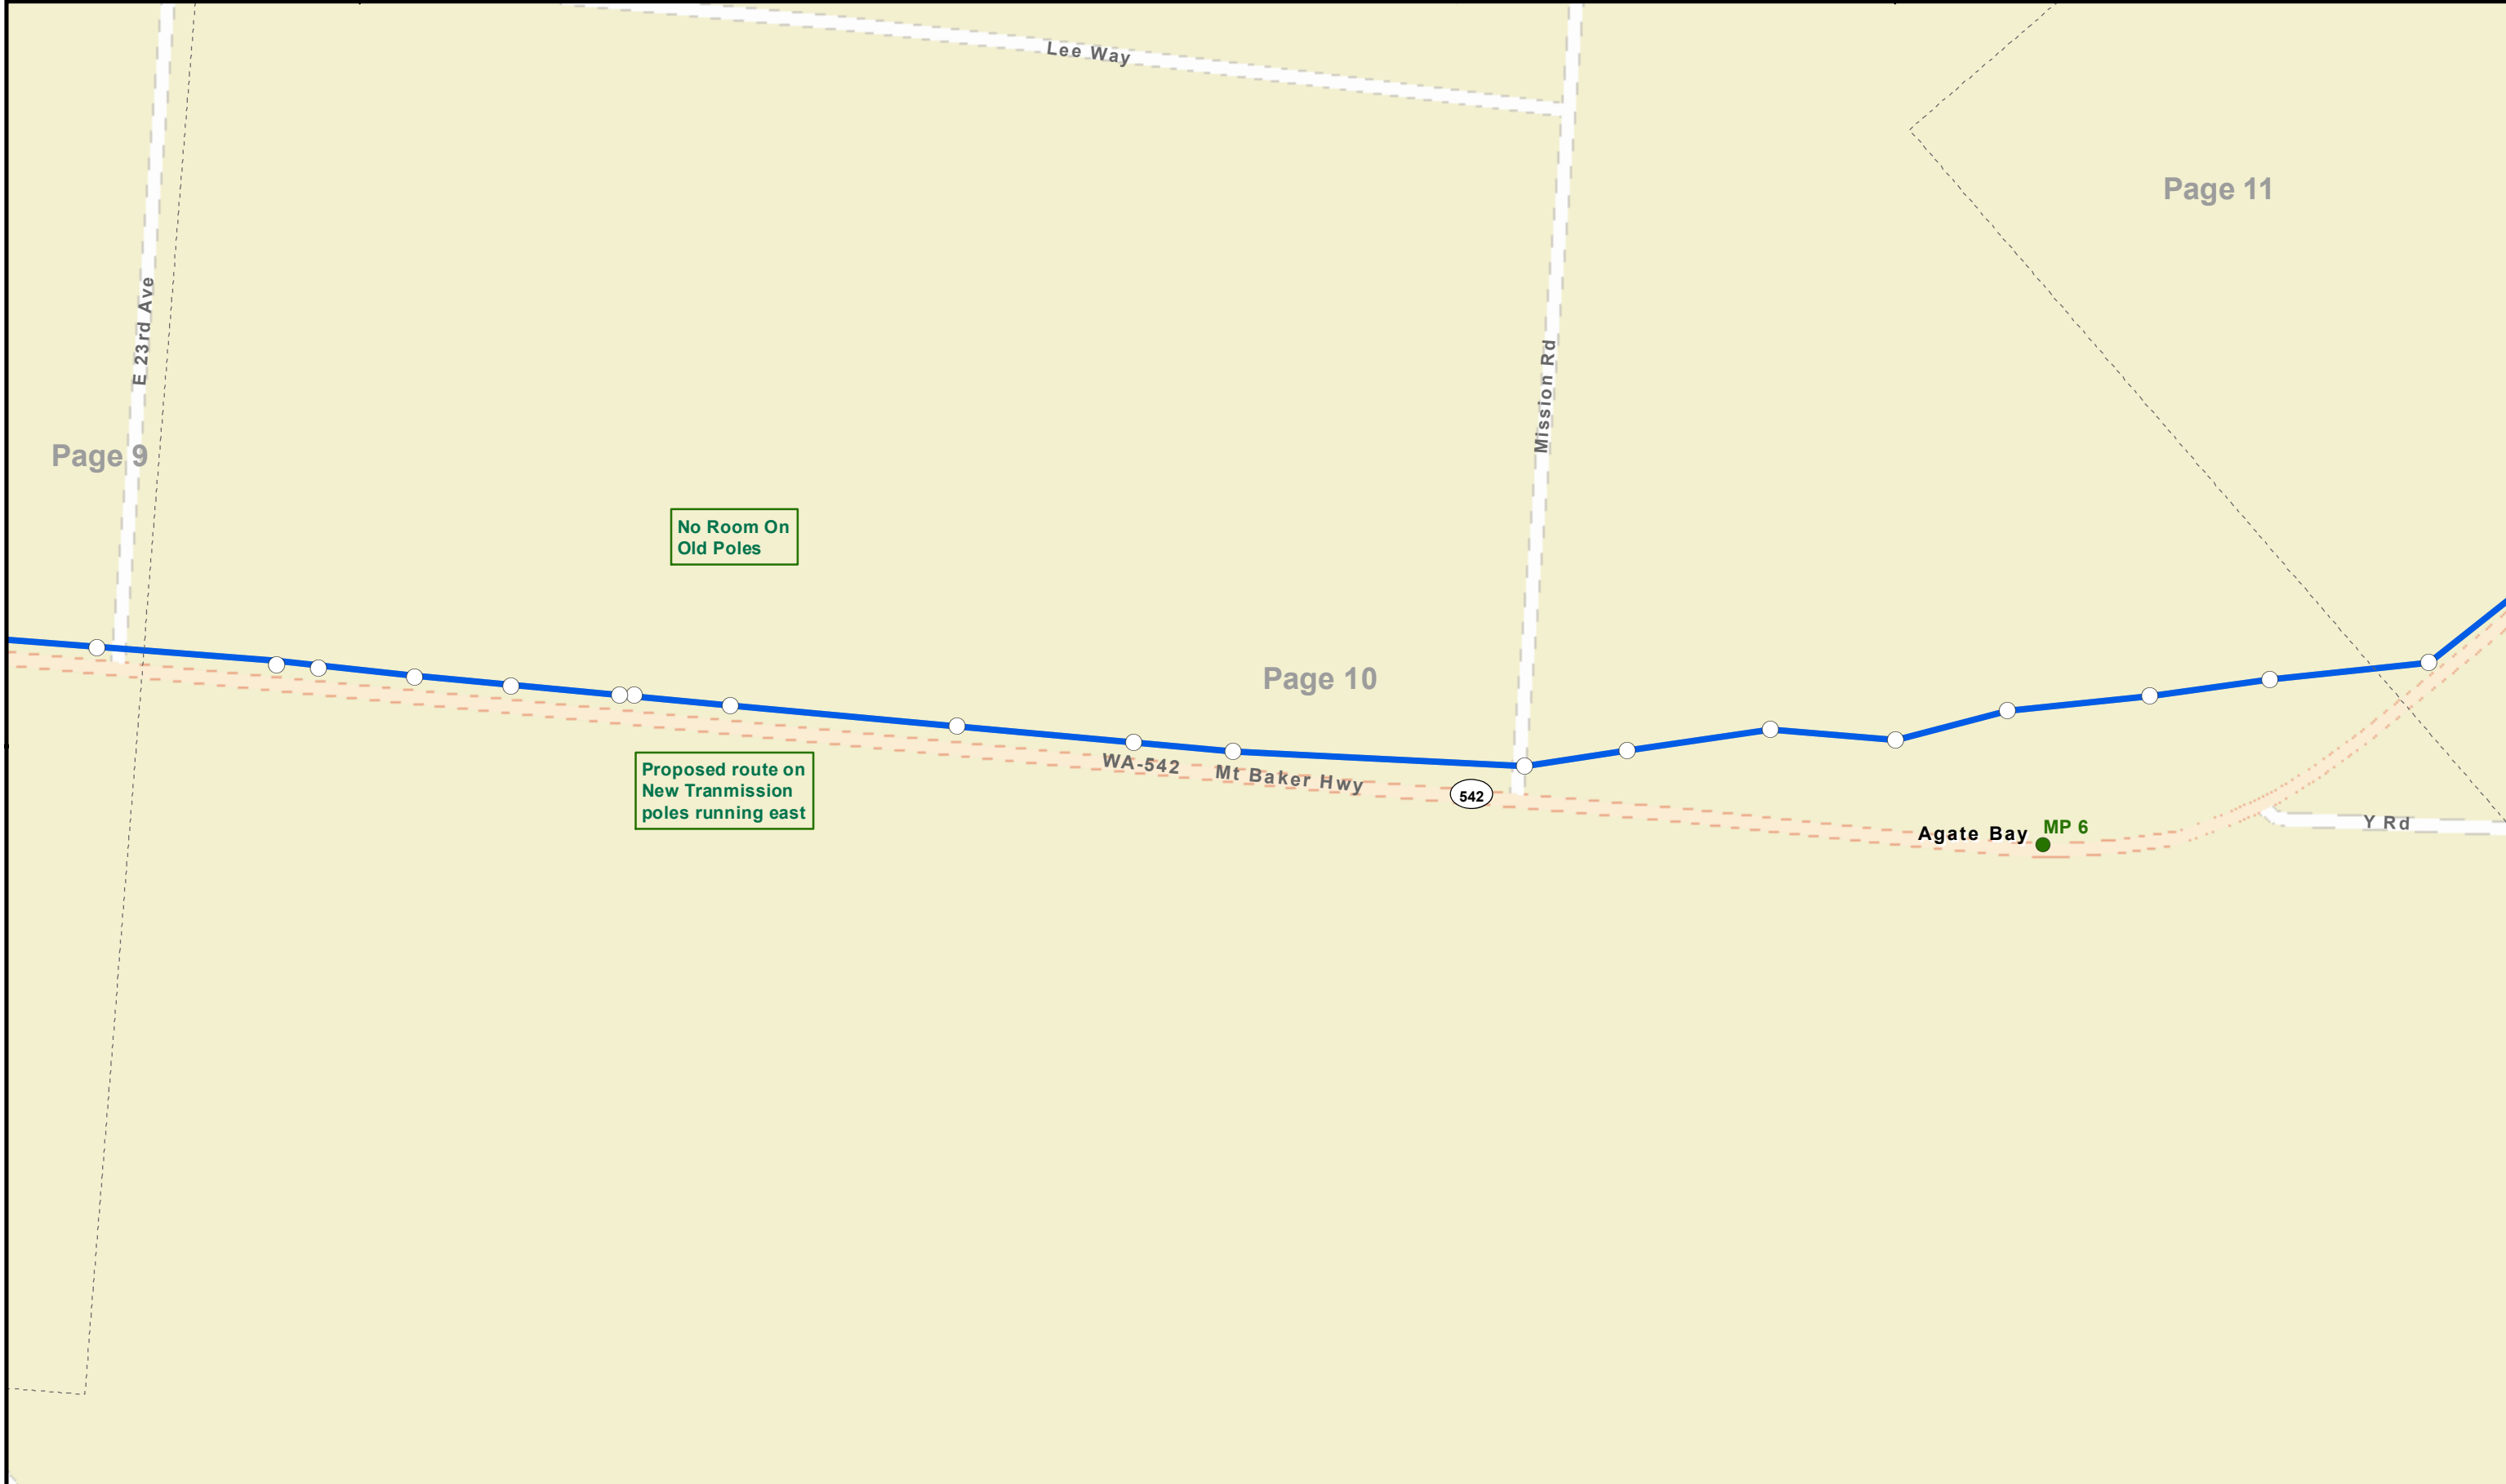 Lee Way
Page 11
E 23rd Ave
Mission Rd
Page 9
No Room On
Old Poles
Page 10
WA-542
Mt Baker Hwy
Proposed route on
New Tranmission
poles running east
542
Agate Bay
MP 6
Y Rd